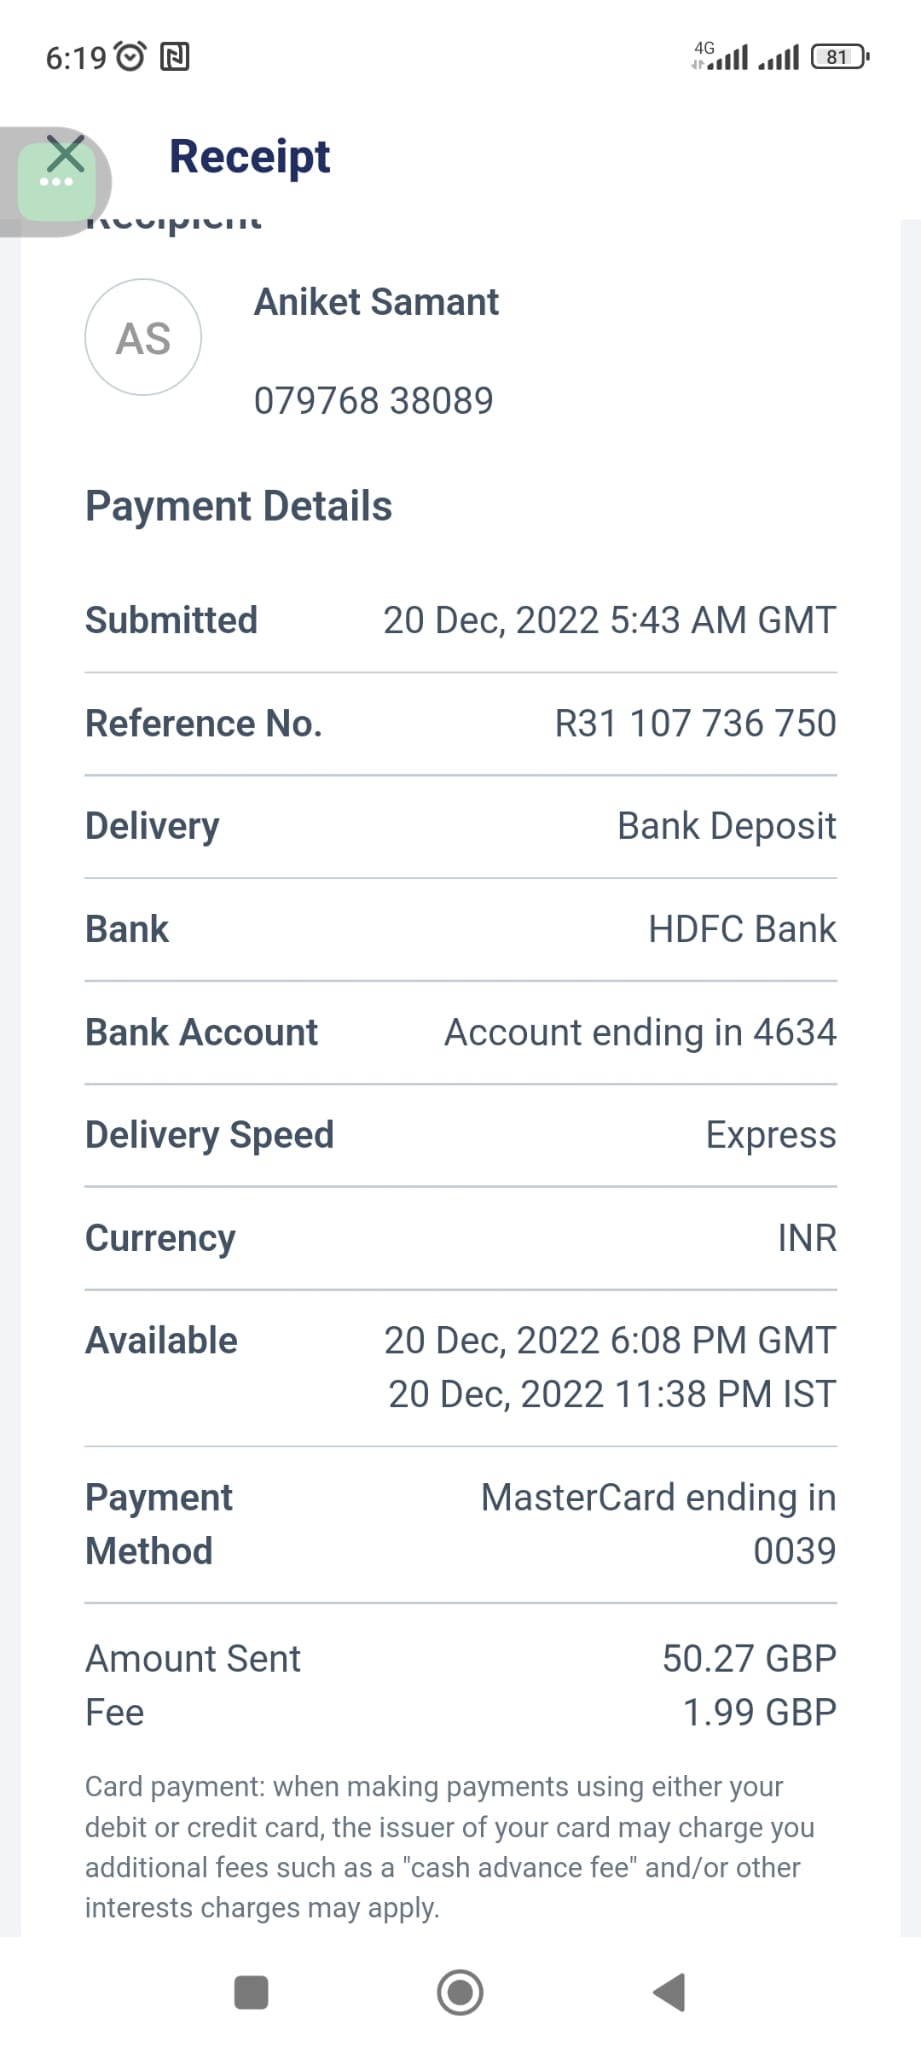 6:19
4G
81
Receipt
Recipient
AS
Aniket Samant
079768 38089
Payment Details
Submitted 20 Dec, 2022 5:43 AM GMT
Reference No. R31 107 736 750
Delivery Bank Deposit
Bank HDFC Bank
Bank Account Account ending in 4634
Delivery Speed Express
Currency INR
Available 20 Dec, 2022 6:08 PM GMT
20 Dec, 2022 11:38 PM IST
Payment MasterCard ending in
Method 0039
Amount Sent 50.27 GBP
Fee 1.99 GBP
Card payment: when making payments using either your
debit or credit card, the issuer of your card may charge you
additional fees such as a "cash advance fee" and/or other
interests charges may apply.